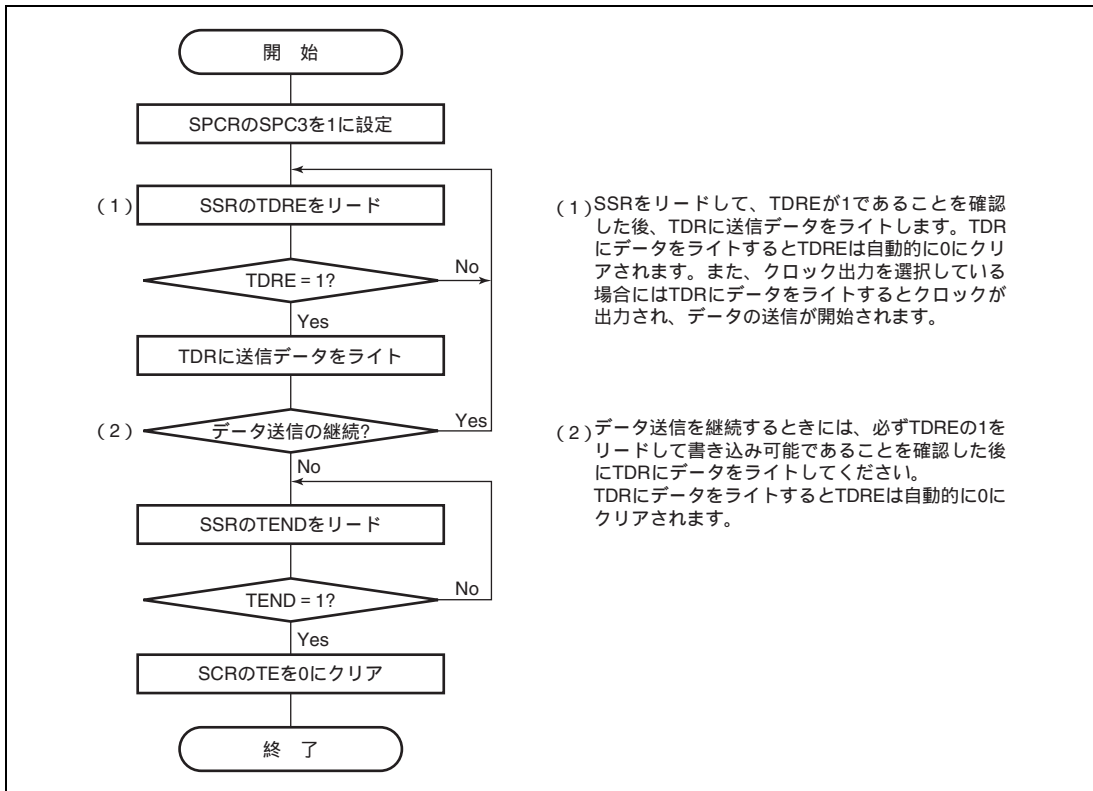 開 始
SPCRのSPC3を1に設定
(1)
SSRのTDREをリード
TDRE = 1?
No
Yes
TDRに送信データをライト
(2)
データ送信の継続?
Yes
No
SSRのTENDをリード
TEND = 1?
No
Yes
SCRのTEを0にクリア
終 了
(1)SSRをリードして、TDREが1であることを確認
した後、TDRに送信データをライトします。TDR
にデータをライトするとTDREは自動的に0にクリ
アされます。また、クロック出力を選択している
場合にはTDRにデータをライトするとクロックが
出力され、データの送信が開始されます。
(2)データ送信を継続するときには、必ずTDREの1を
リードして書き込み可能であることを確認した後
にTDRにデータをライトしてください。
TDRにデータをライトするとTDREは自動的に0に
クリアされます。